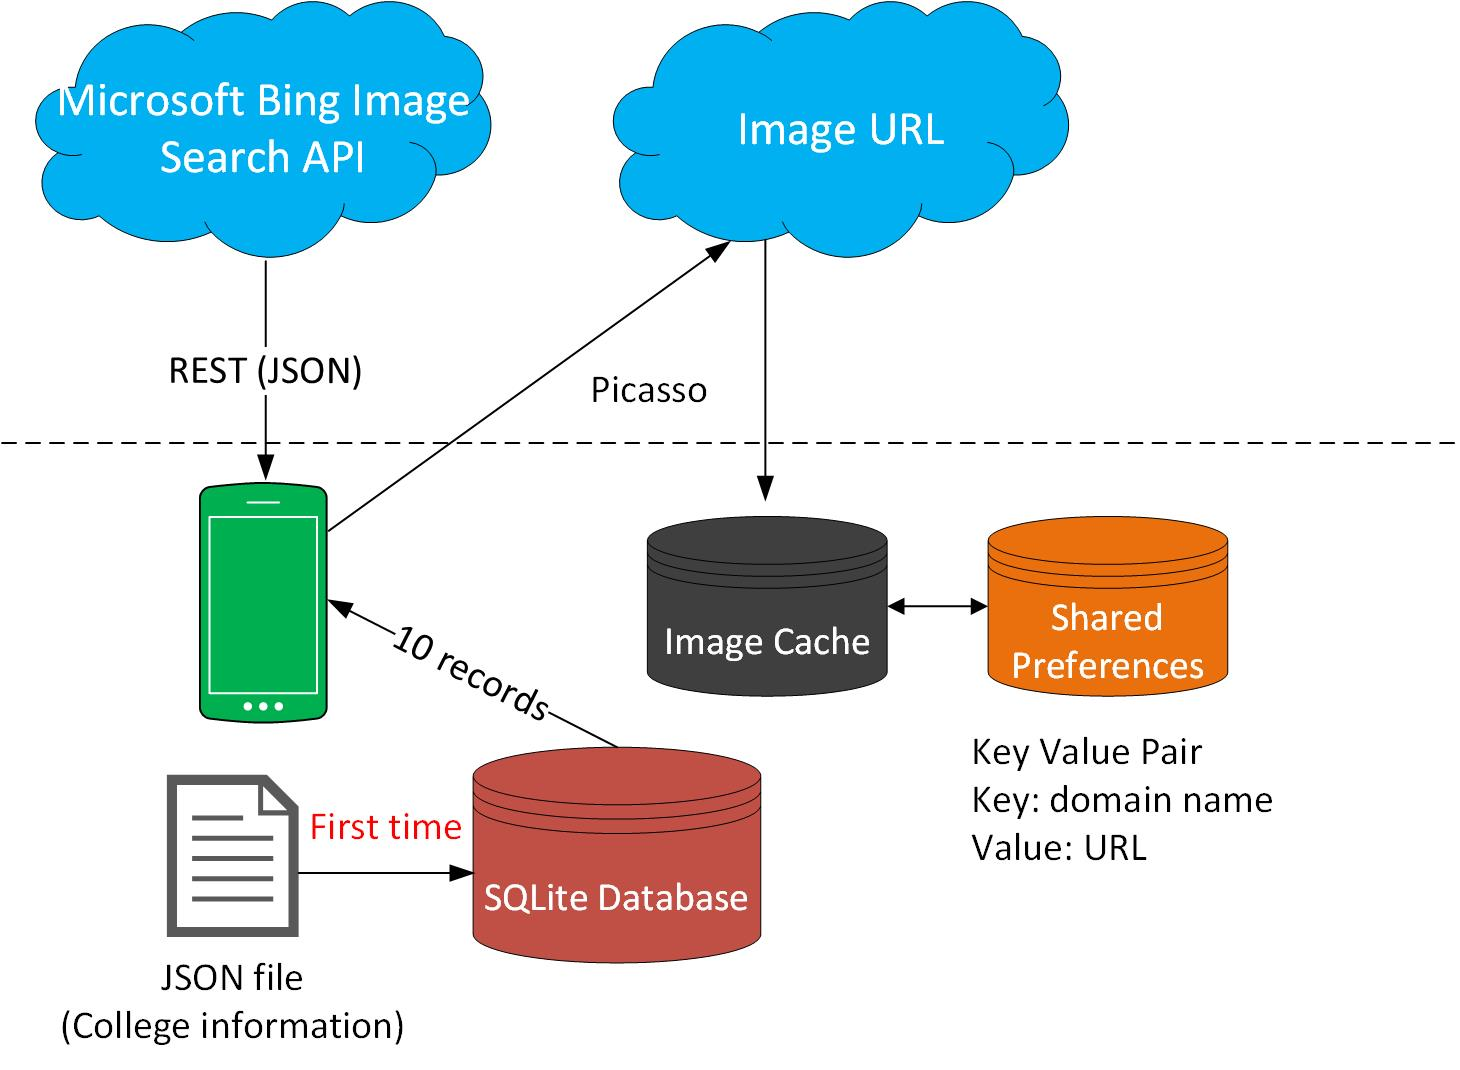 Microsoft Bing Image
Search API
Image URL
REST (JSON)
Picasso
10 records
Image Cache
Shared
Preferences
Key Value Pair
Key: domain name
Value: URL
First time
SQLite Database
JSON file
(College information)